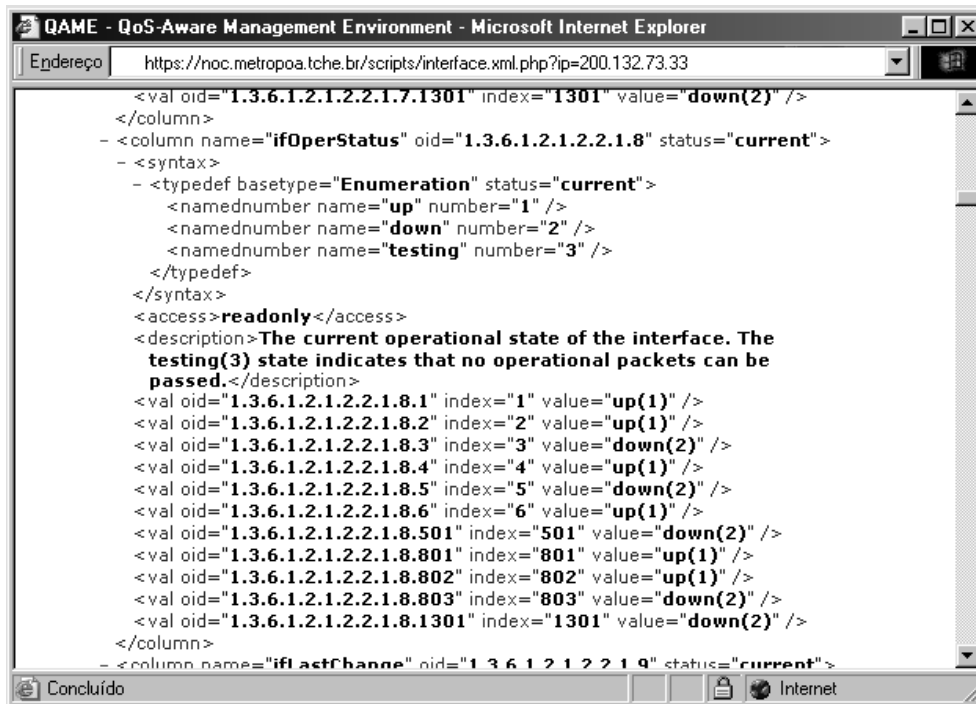 QAME - QoS-Aware Management Environment - Microsoft Internet Explorer
Endereço https://noc.metropoa.tche.br/scripts/interface.xml.php?ip=200.132.73.33
<val oid="1.3.6.1.2.1.2.2.1.7.1301" index="1301" value="down(2)" />
</column>
- <column name="ifOperStatus" oid="1.3.6.1.2.1.2.2.1.8" status="current">
- <syntax>
- <typedef basetype="Enumeration" status="current">
<namednumber name="up" number="1" />
<namednumber name="down" number="2" />
<namednumber name="testing" number="3" />
</typedef>
</syntax>
<access>readonly</access>
<description>The current operational state of the interface. The
testing(3) state indicates that no operational packets can be
passed.</description>
<val oid="1.3.6.1.2.1.2.2.1.8.1" index="1" value="up(1)" />
<val oid="1.3.6.1.2.1.2.2.1.8.2" index="2" value="up(1)" />
<val oid="1.3.6.1.2.1.2.2.1.8.3" index="3" value="down(2)" />
<val oid="1.3.6.1.2.1.2.2.1.8.4" index="4" value="up(1)" />
<val oid="1.3.6.1.2.1.2.2.1.8.5" index="5" value="down(2)" />
<val oid="1.3.6.1.2.1.2.2.1.8.6" index="6" value="up(1)" />
<val oid="1.3.6.1.2.1.2.2.1.8.501" index="501" value="down(2)" />
<val oid="1.3.6.1.2.1.2.2.1.8.801" index="801" value="up(1)" />
<val oid="1.3.6.1.2.1.2.2.1.8.802" index="802" value="up(1)" />
<val oid="1.3.6.1.2.1.2.2.1.8.803" index="803" value="down(2)" />
<val oid="1.3.6.1.2.1.2.2.1.8.1301" index="1301" value="down(2)" />
</column>
- <column name="ifLastChange" oid="1.3.6.1.2.1.2.2.1.9" status="current">
Concluído Internet